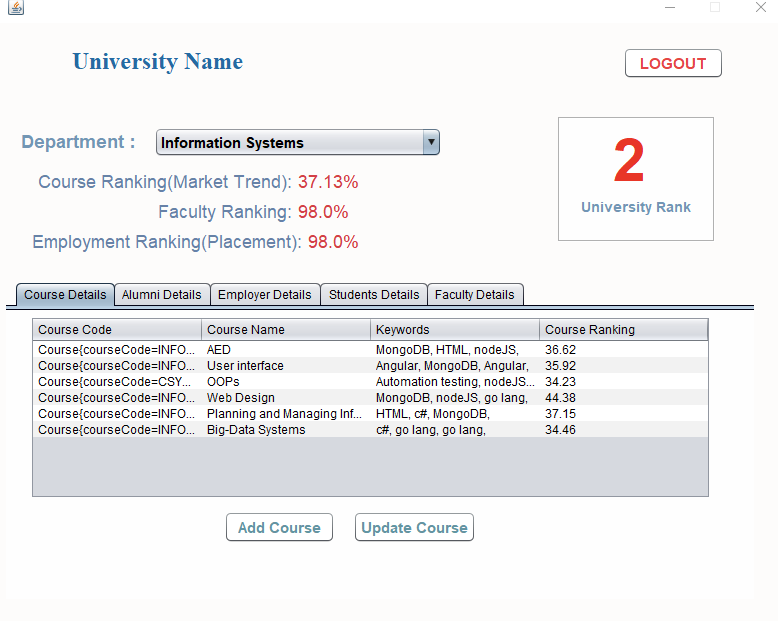 University Name
LOGOUT
Department :
Information Systems
Course Ranking(Market Trend): 37.13%
Faculty Ranking: 98.0%
Employment Ranking(Placement): 98.0%
2
University Rank
Course Details Alumni Details Employer Details Students Details Faculty Details
Course Code Course Name Keywords Course Ranking
Course{courseCode=INFO... AED MongoDB, HTML, nodeJS, 36.62
Course{courseCode=INFO... User interface Angular, MongoDB, Angular, 35.92
Course{courseCode=CSY... OOPs Automation testing, nodeJS... 34.23
Course{courseCode=INFO... Web Design MongoDB, nodeJS, go lang, 44.38
Course{courseCode=INFO... Planning and Managing Inf... HTML, c#, MongoDB, 37.15
Course{courseCode=INFO... Big-Data Systems c#, go lang, go lang, 34.46
Add Course Update Course